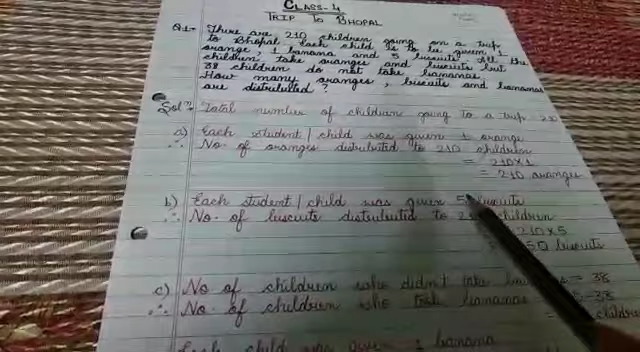 CLASS-4
TRIP TO BHOPAL
Q1- There are 210 children going on a trip
to Bhopal. Each child is to be given 1
orange, 1 banana and 5 biscuits. All the
children take oranges and biscuits but
38 children do not take bananas.
How many oranges, biscuits and bananas
are distributed?
Soln- Total number of children going to a trip
a) Each student/child was given 1 orange
∴ No. of oranges distributed to 210 children
= 210×1
= 210 oranges
b) Each student/child was given 5 biscuits
∴ No. of biscuits distributed to children
210×5
50 biscuits
c) No of children who didn't take = 38
∴ No. of children who took bananas -38
= children
Each child was given 1 banana